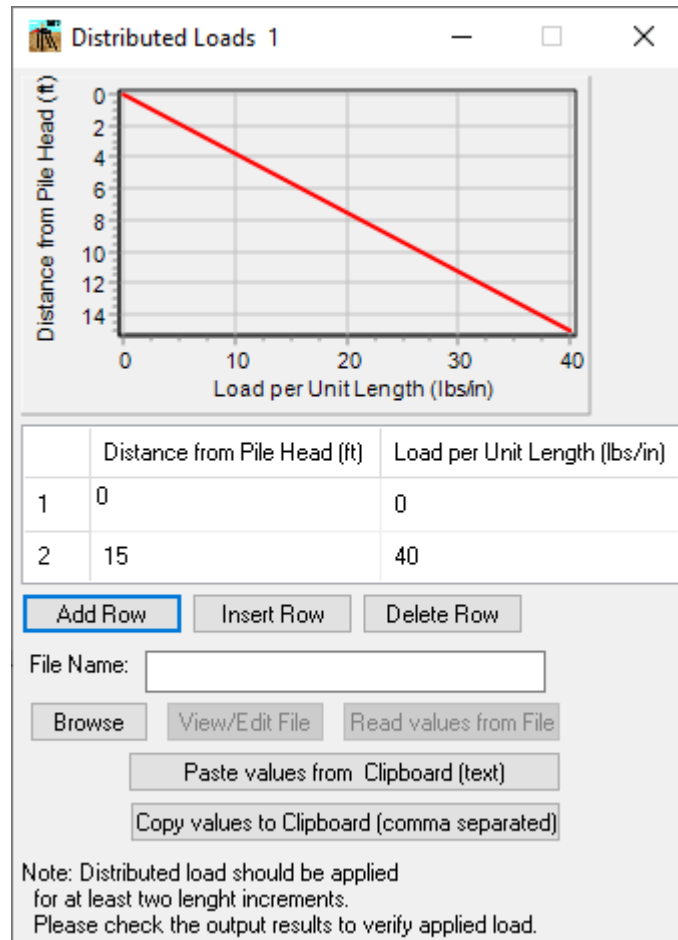 Distributed Loads 1
Distance from Pile Head (ft)
0
2
4
6
8
10
12
14
0 10 20 30 40
Load per Unit Length (lbs/in)
Distance from Pile Head (ft) Load per Unit Length (lbs/in)
1 0 0
2 15 40
Add Row Insert Row Delete Row
File Name:
Browse View/Edit File Read values from File
Paste values from Clipboard (text)
Copy values to Clipboard (comma separated)
Note: Distributed load should be applied
for at least two lenght increments.
Please check the output results to verify applied load.